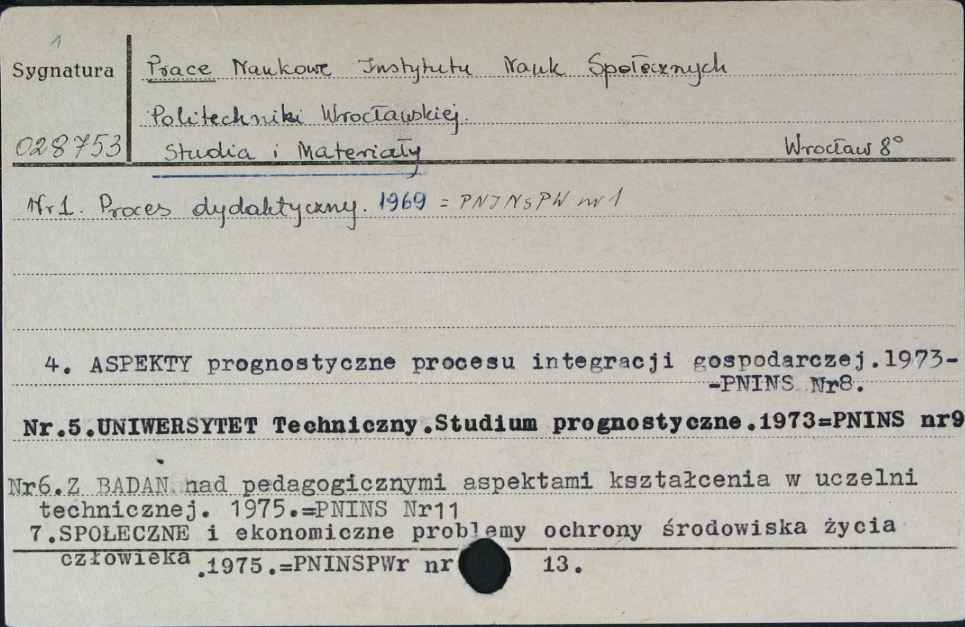 1
Sygnatura Prace Naukowe Instytutu Nauk Społecznych
Politechniki Wrocławskiej.
028753 Studia i Materiały Wrocław 8°
Nr1. Proces dydaktyczny. 1969 = PNINSPW nr 1
4. ASPEKTY prognostyczne procesu integracji gospodarczej.1973-
-PNINS Nr8.
Nr.5.UNIWERSYTET Techniczny.Studium prognostyczne.1973=PNINS nr9
Nr6.Z BADAŃ nad pedagogicznymi aspektami kształcenia w uczelni
technicznej. 1975.=PNINS Nr11
7.SPOŁECZNE i ekonomiczne problemy ochrony środowiska życia
człowieka .1975.=PNINSPWr nr 13.